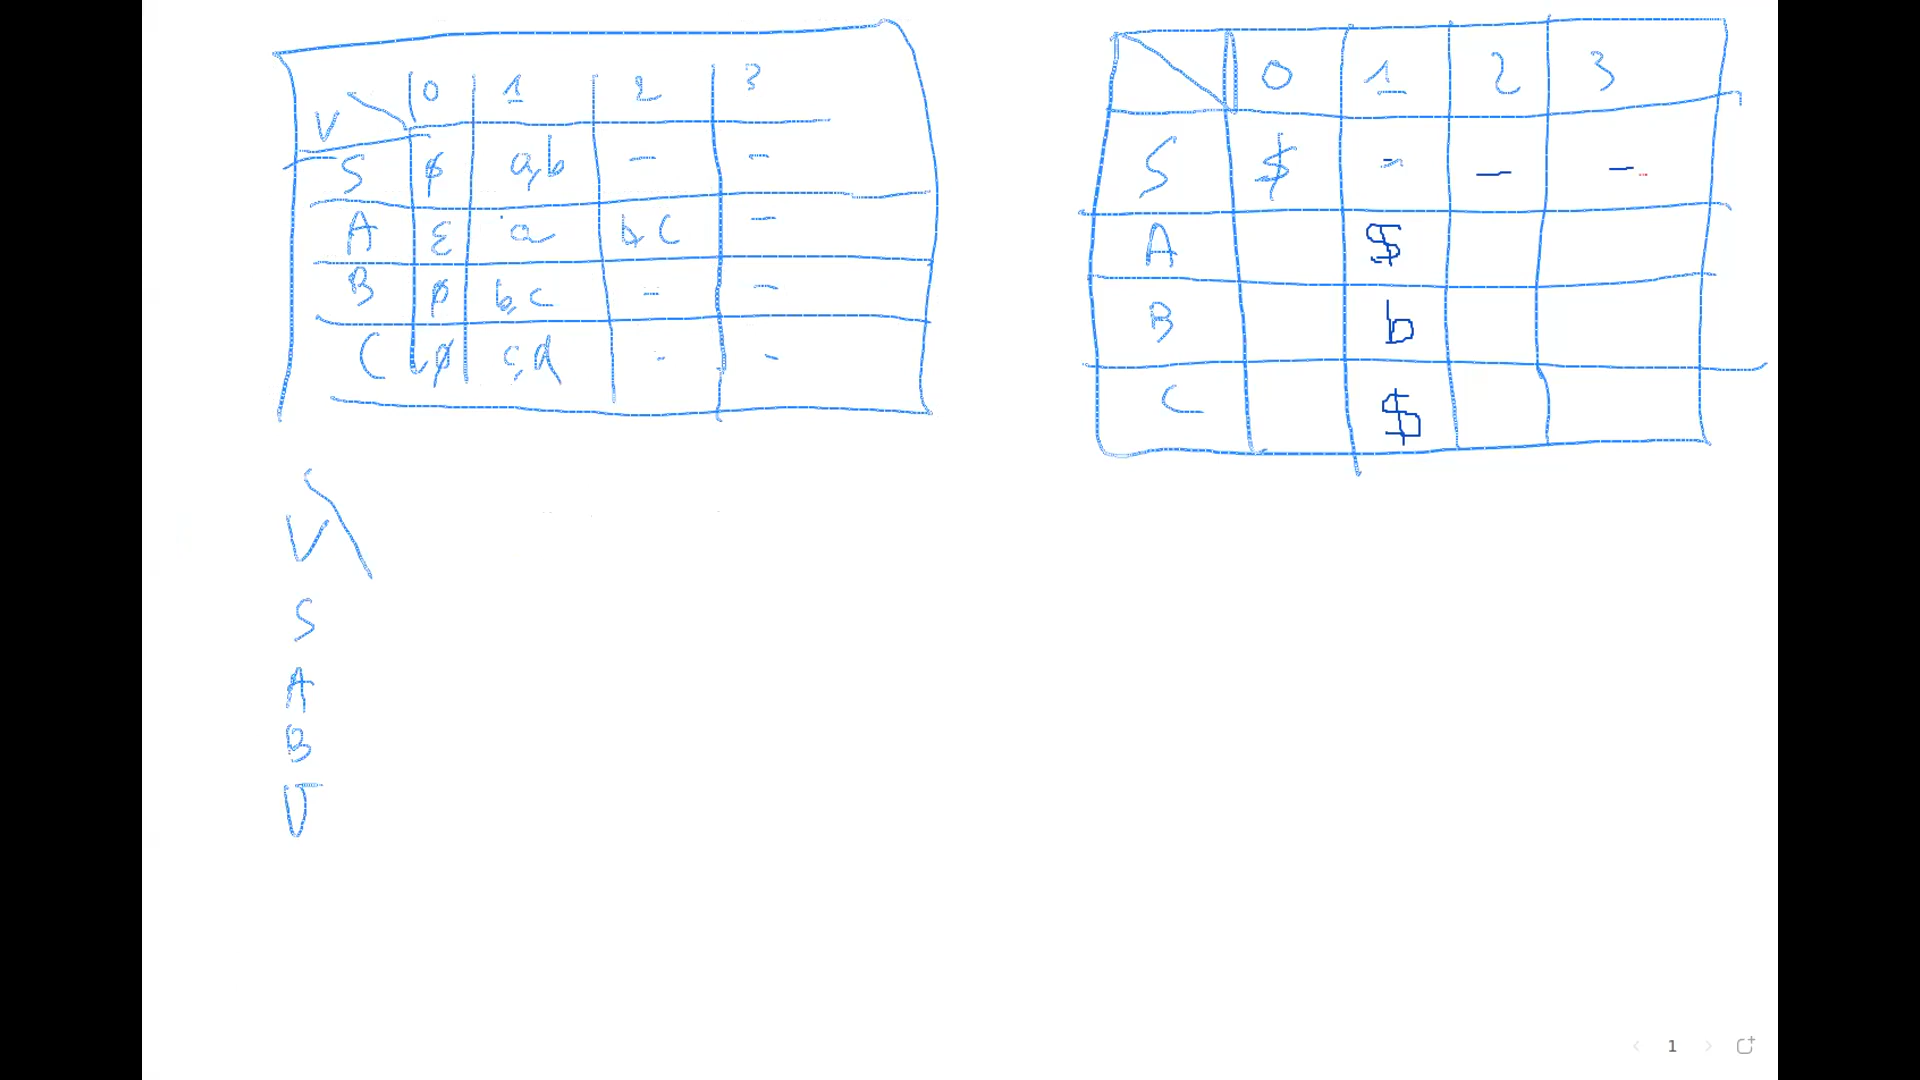 V 0 1 2 3
S ø a,b - -
A ε a b,c -
B ø b,c - -
C ø c,d - -
0 1 2 3
S $ - - -
A $
B b
C $
V
S
A
B
1